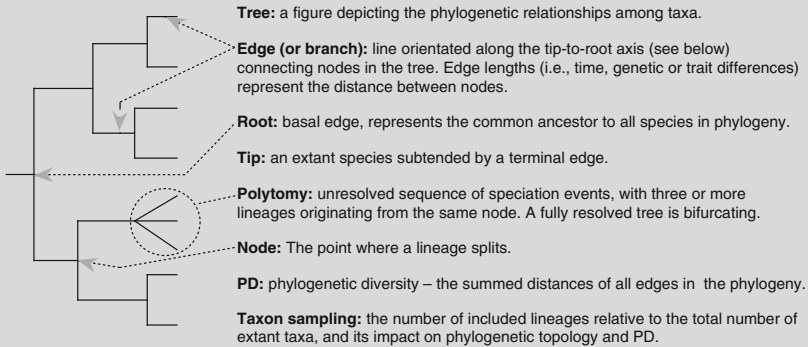 Tree: a figure depicting the phylogenetic relationships among taxa.
Edge (or branch): line orientated along the tip-to-root axis (see below)
connecting nodes in the tree. Edge lengths (i.e., time, genetic or trait differences)
represent the distance between nodes.
Root: basal edge, represents the common ancestor to all species in phylogeny.
Tip: an extant species subtended by a terminal edge.
Polytomy: unresolved sequence of speciation events, with three or more
lineages originating from the same node. A fully resolved tree is bifurcating.
Node: The point where a lineage splits.
PD: phylogenetic diversity – the summed distances of all edges in the phylogeny.
Taxon sampling: the number of included lineages relative to the total number of
extant taxa, and its impact on phylogenetic topology and PD.